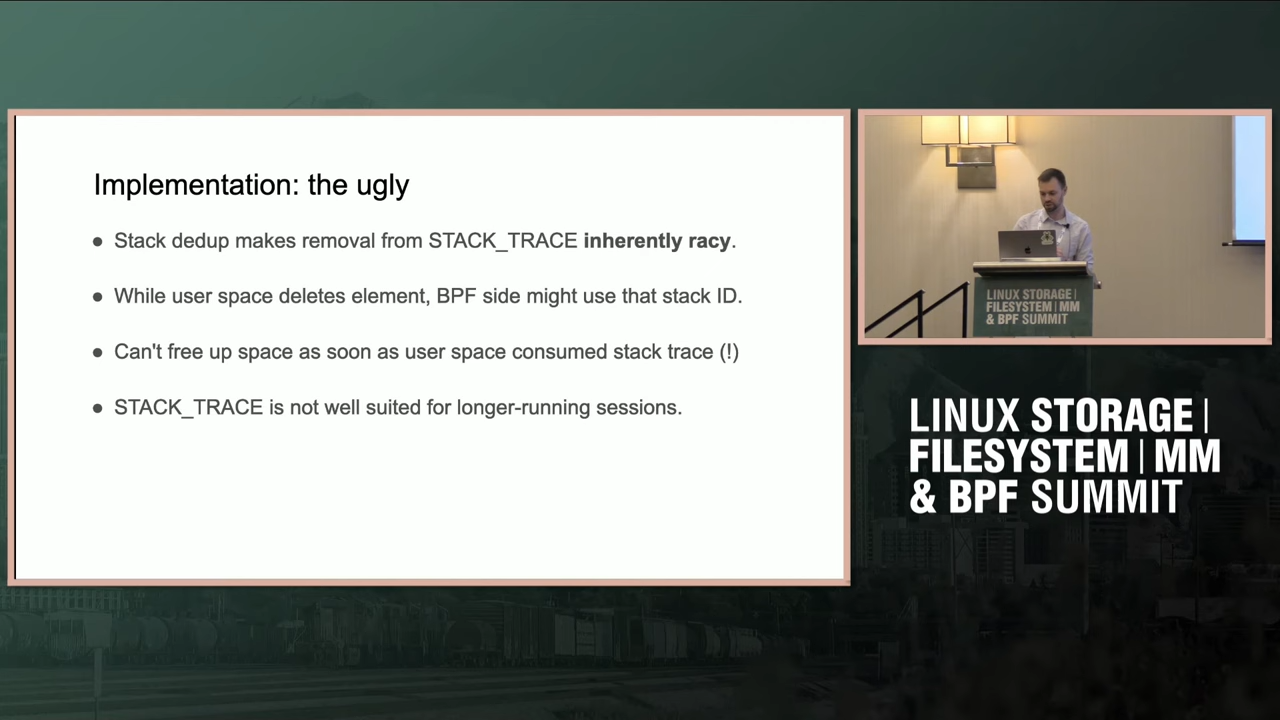 Implementation: the ugly
● Stack dedup makes removal from STACK_TRACE inherently racy.
● While user space deletes element, BPF side might use that stack ID.
● Can't free up space as soon as user space consumed stack trace (!)
● STACK_TRACE is not well suited for longer-running sessions.
LINUX STORAGE |
FILESYSTEM | MM
& BPF SUMMIT
LINUX STORAGE |
FILESYSTEM | MM
& BPF SUMMIT